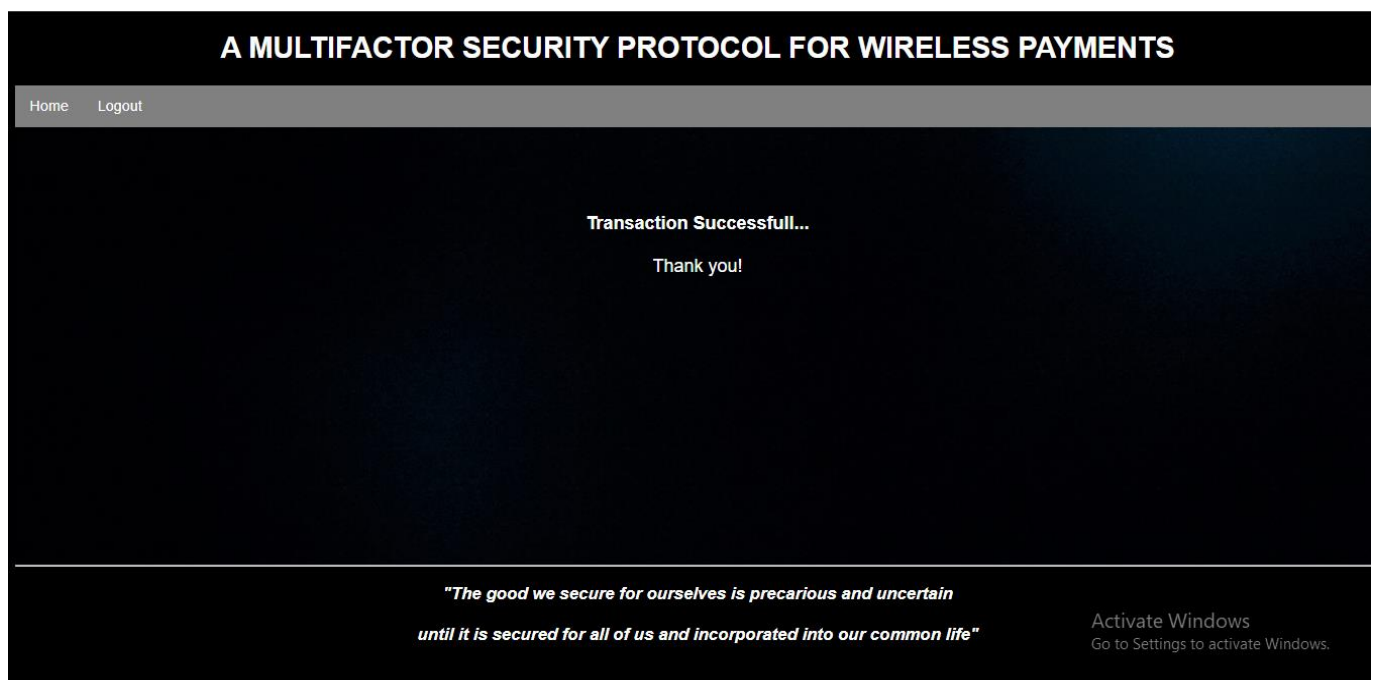 A MULTIFACTOR SECURITY PROTOCOL FOR WIRELESS PAYMENTS
Home Logout
Transaction Successfull...
Thank you!
"The good we secure for ourselves is precarious and uncertain
until it is secured for all of us and incorporated into our common life"
Activate Windows
Go to Settings to activate Windows.